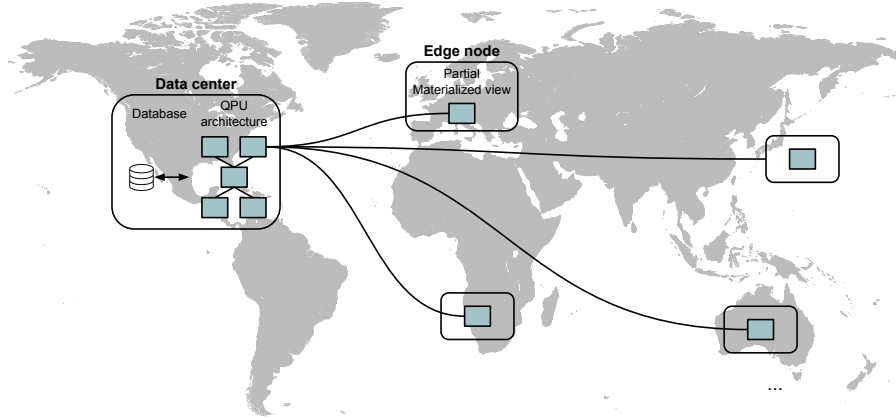 Edge node
Partial
Materialized view
Data center
Database
QPU
architecture
...